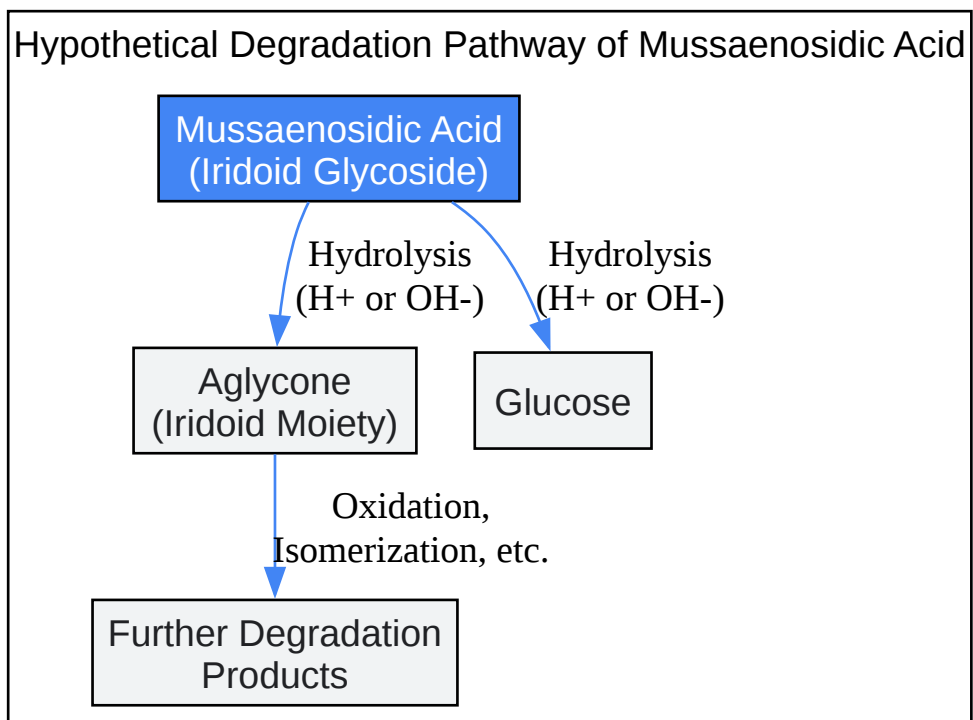 Hypothetical Degradation Pathway of Mussaenosidic Acid
Mussaenosidic Acid
(Iridoid Glycoside)
Hydrolysis
(H+ or OH-)
Hydrolysis
(H+ or OH-)
Aglycone
(Iridoid Moiety)
Glucose
Oxidation,
Isomerization, etc.
Further Degradation
Products